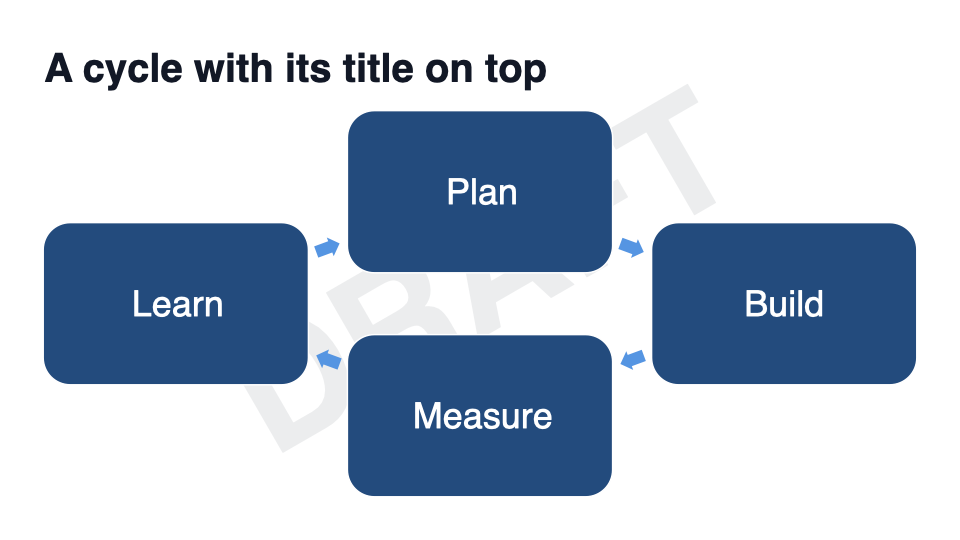 A cycle with its title on top
Plan
Learn
Build
Measure
DRAFT